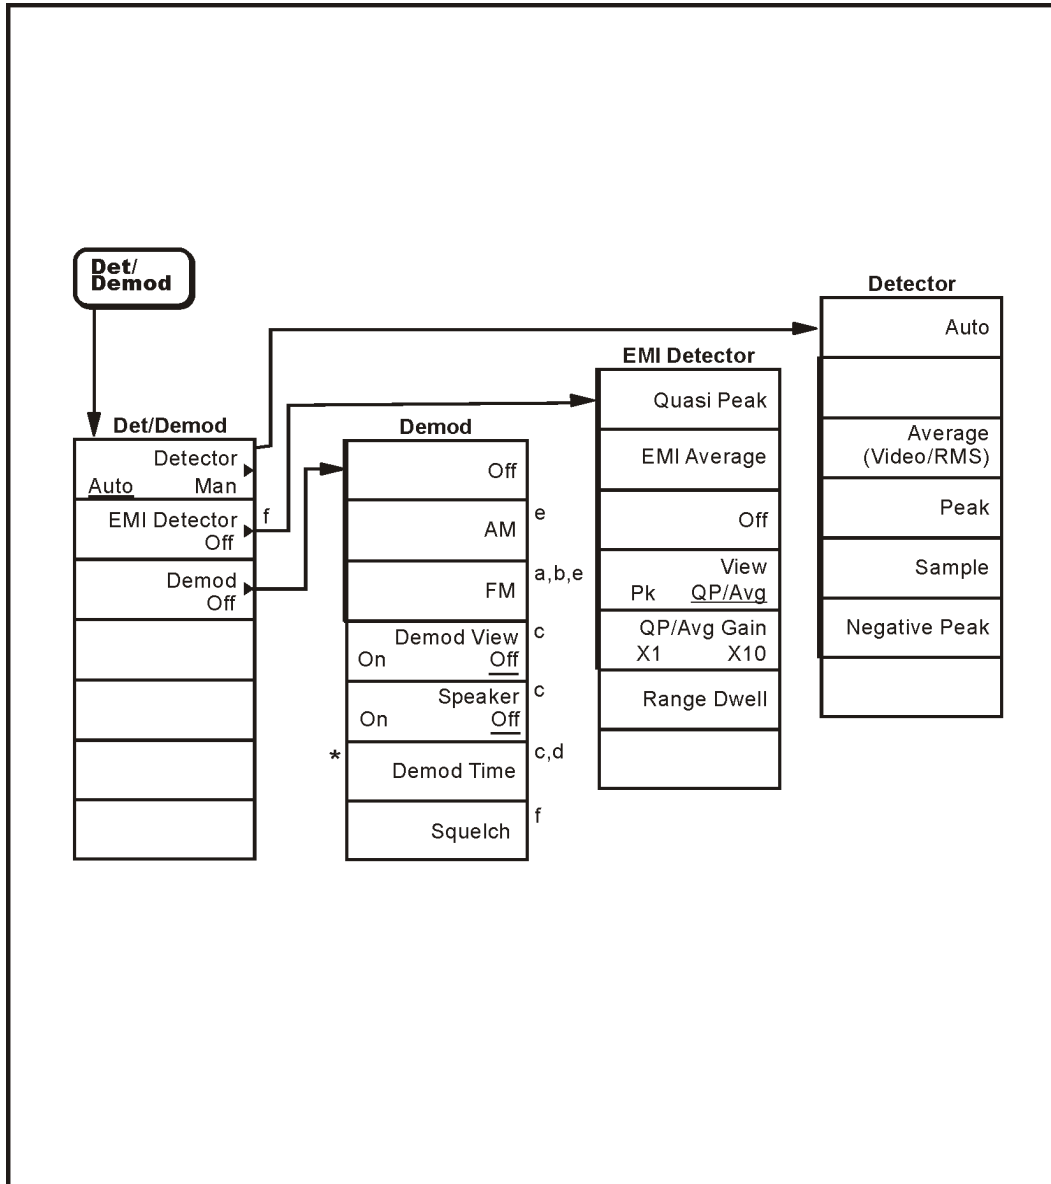 Det/
Demod
Det/Demod
Detector
Auto Man
EMI Detector
Off
f
Demod
Off
Demod
Off
AM
e
FM
a,b,e
Demod View
On Off
c
Speaker
On Off
c
*
Demod Time
c,d
Squelch
f
EMI Detector
Quasi Peak
EMI Average
Off
View
Pk QP/Avg
QP/Avg Gain
X1 X10
Range Dwell
Detector
Auto
Average
(Video/RMS)
Peak
Sample
Negative Peak